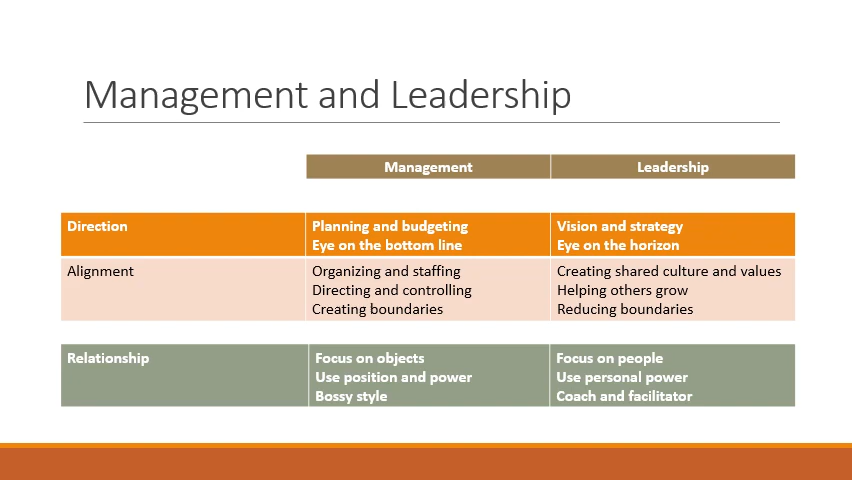 Management and Leadership
Management Leadership
Direction Planning and budgeting Vision and strategy
Eye on the bottom line Eye on the horizon
Alignment Organizing and staffing Creating shared culture and values
Directing and controlling Helping others grow
Creating boundaries Reducing boundaries
Relationship Focus on objects Focus on people
Use position and power Use personal power
Bossy style Coach and facilitator